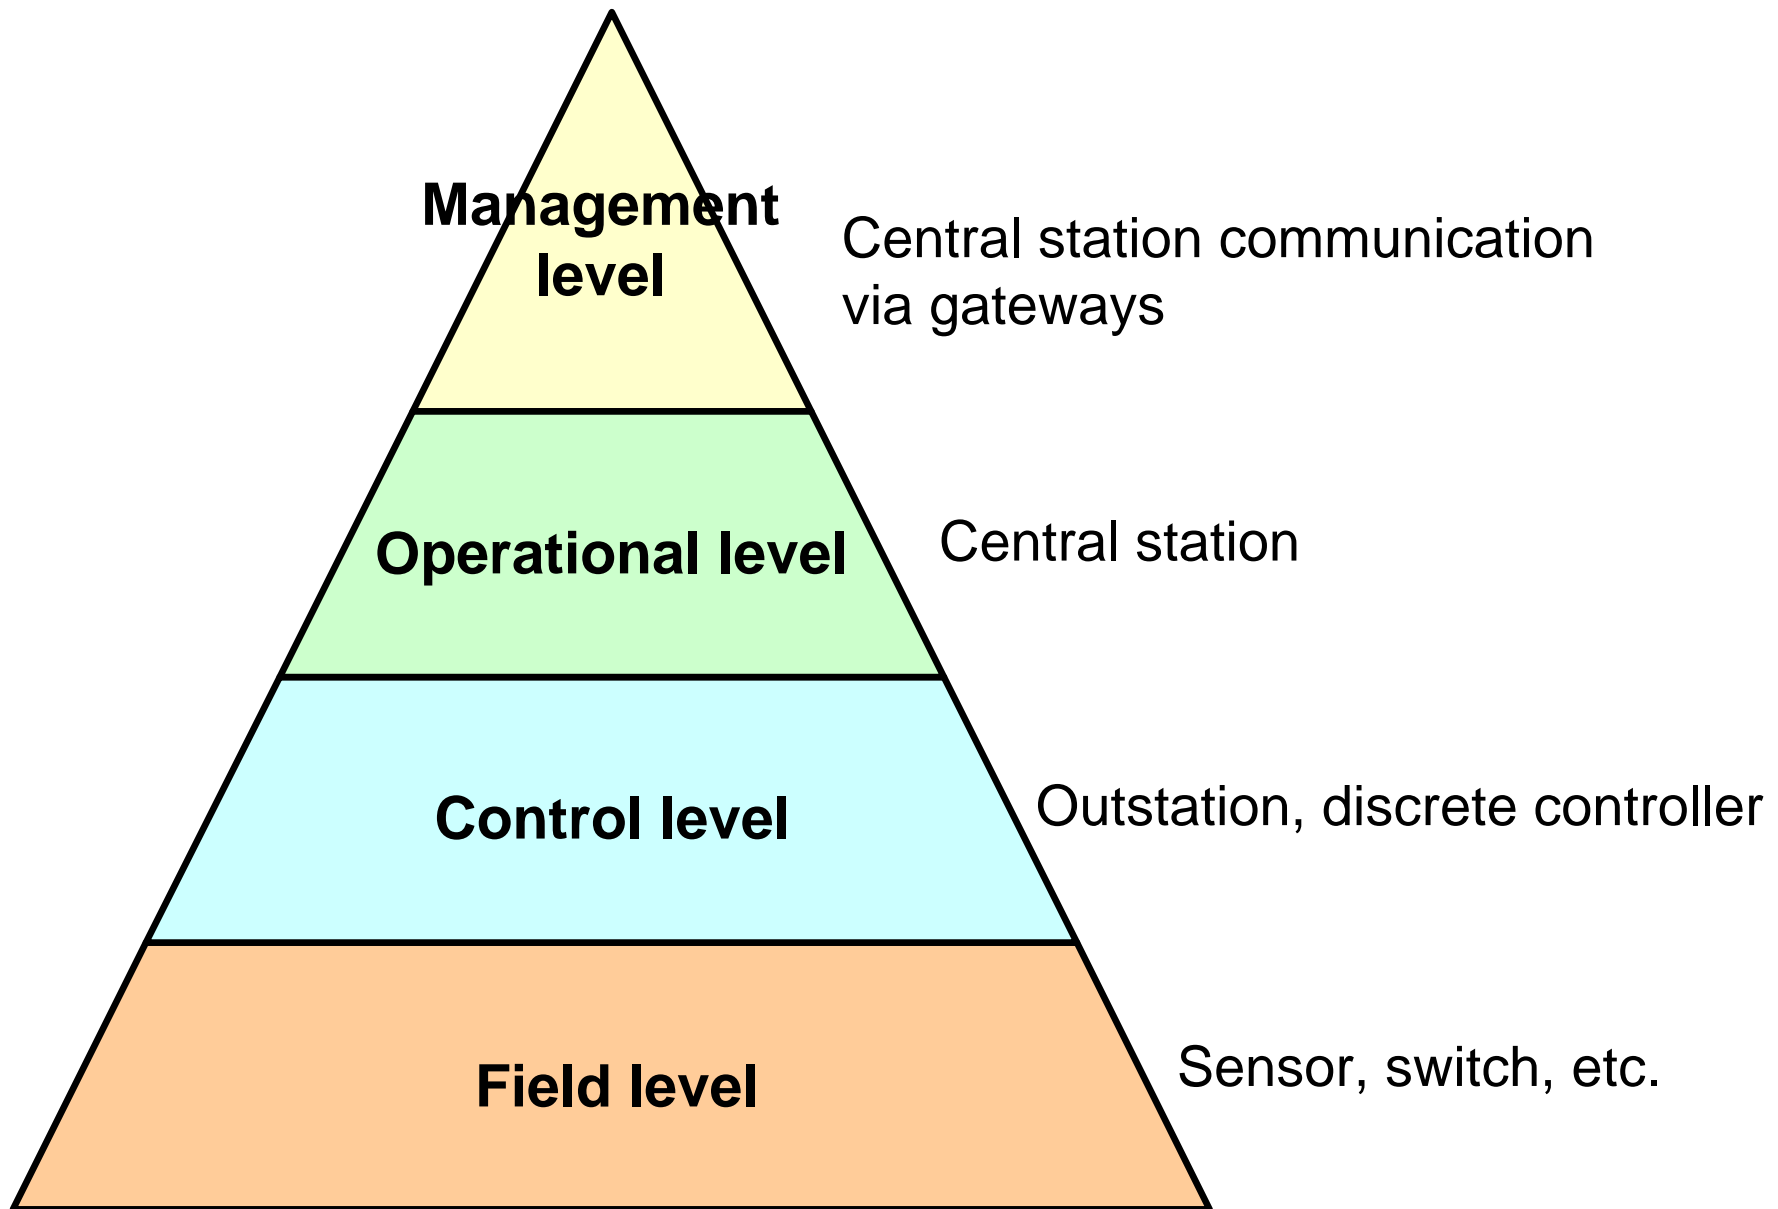 Management
level
Central station communication
via gateways
Operational level
Central station
Control level
Outstation, discrete controller
Field level
Sensor, switch, etc.